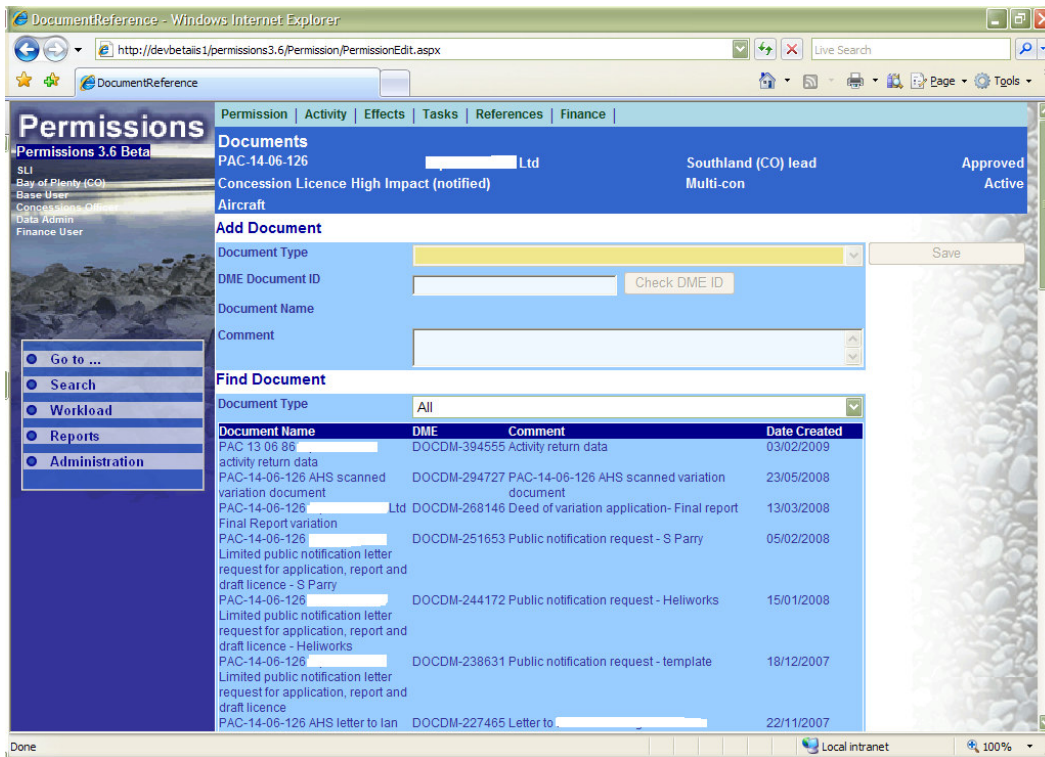 DocumentReference - Windows Internet Explorer
http://devbetaiis1/permissions3.6/Permission/PermissionEdit.aspx
Live Search
DocumentReference
Page
Tools
Permissions
Permissions 3.6 Beta
SLI
Bay of Plenty (CO)
Base User
Concessions
Data Admin
Finance User
Go to ...
Search
Workload
Reports
Administration
Permission | Activity | Effects | Tasks | References | Finance |
Documents
PAC-14-06-126 Ltd Southland (CO) lead Approved
Concession Licence High Impact (notified) Multi-con Active
Aircraft
Add Document
Document Type Save
DME Document ID Check DME ID
Document Name
Comment
Find Document
Document Type All
Document Name DME Comment Date Created
PAC 13 06 86 DOCDM-394555 Activity return data 03/02/2009
activity return data
PAC-14-06-126 AHS scanned DOCDM-294727 PAC-14-06-126 AHS scanned variation 23/05/2008
variation document document
PAC-14-06-126 Ltd DOCDM-268146 Deed of variation application- Final report 13/03/2008
Final Report variation
PAC-14-06-126 DOCDM-251653 Public notification request - S Parry 05/02/2008
Limited public notification letter
request for application, report and
draft licence - S Parry
PAC-14-06-126 DOCDM-244172 Public notification request - Heliworks 15/01/2008
Limited public notification letter
request for application, report and
draft licence - Heliworks
PAC-14-06-126 DOCDM-238631 Public notification request - template 18/12/2007
Limited public notification letter
request for application, report and
draft licence
PAC-14-06-126 AHS letter to Ian DOCDM-227465 Letter to 22/11/2007
Done
Local intranet
100%